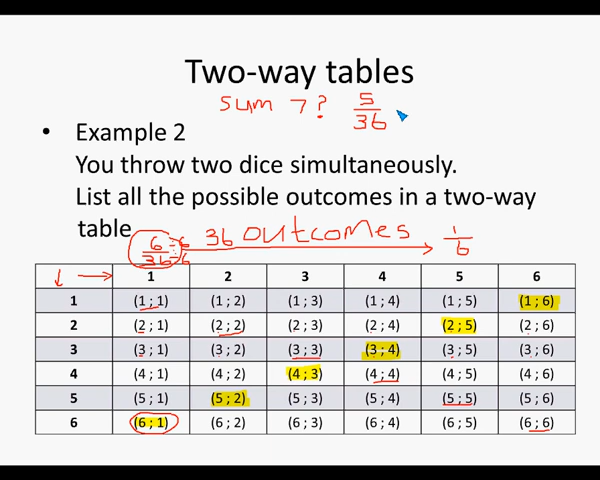 Two-way tables
sum 7? 5/36
• Example 2
You throw two dice simultaneously.
List all the possible outcomes in a two-way
table
6/36 ÷6/÷6 36 outcomes 1/6
↓ → 1 2 3 4 5 6
1 (1 ; 1) (1 ; 2) (1 ; 3) (1 ; 4) (1 ; 5) (1 ; 6)
2 (2 ; 1) (2 ; 2) (2 ; 3) (2 ; 4) (2 ; 5) (2 ; 6)
3 (3 ; 1) (3 ; 2) (3 ; 3) (3 ; 4) (3 ; 5) (3 ; 6)
4 (4 ; 1) (4 ; 2) (4 ; 3) (4 ; 4) (4 ; 5) (4 ; 6)
5 (5 ; 1) (5 ; 2) (5 ; 3) (5 ; 4) (5 ; 5) (5 ; 6)
6 (6 ; 1) (6 ; 2) (6 ; 3) (6 ; 4) (6 ; 5) (6 ; 6)